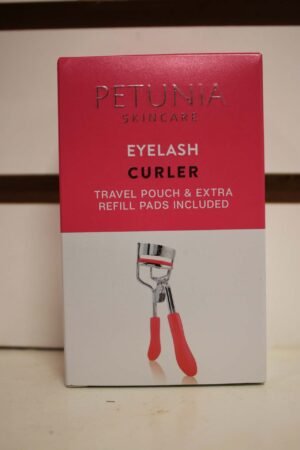 PETUNIA
SKINCARE
EYELASH
CURLER
TRAVEL POUCH & EXTRA
REFILL PADS INCLUDED